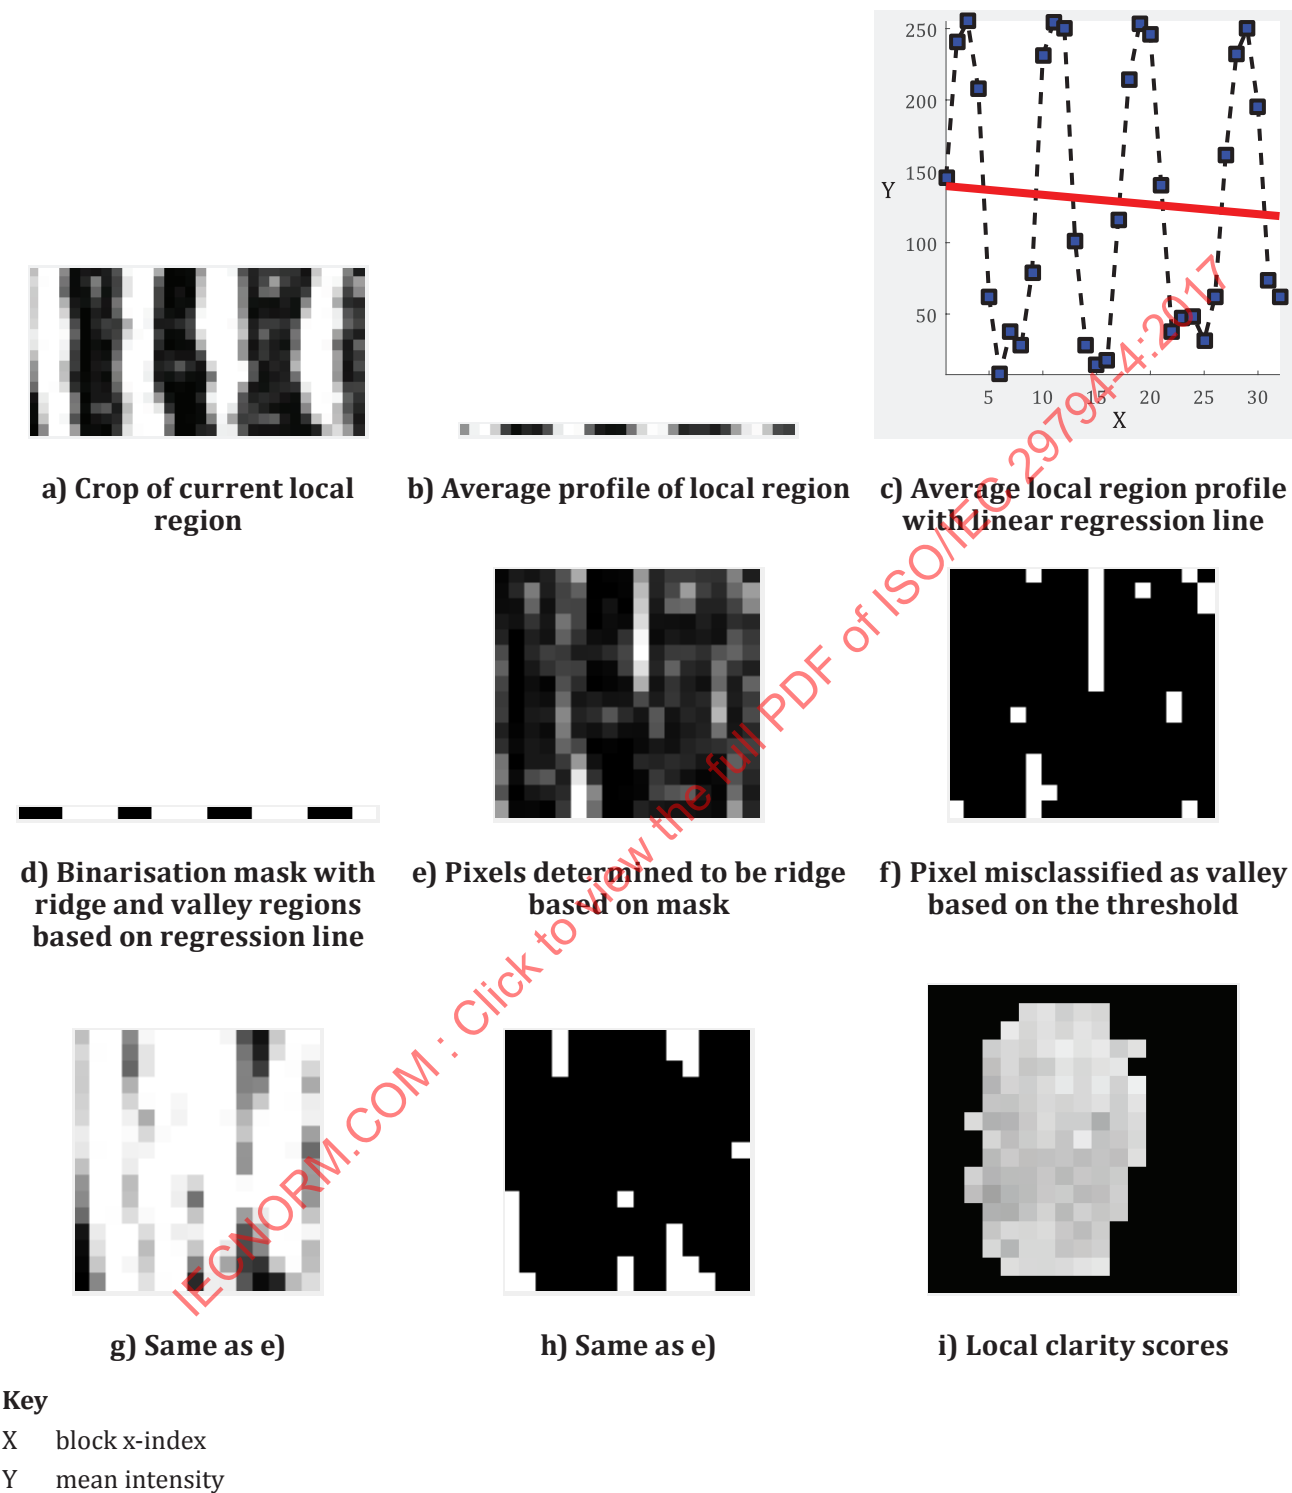 250
200
150
100
50
Y
5
10
15
20
25
30
X
a) Crop of current local
region
b) Average profile of local region
c) Average local region profile
with linear regression line
d) Binarisation mask with
ridge and valley regions
based on regression line
e) Pixels determined to be ridge
based on mask
f) Pixel misclassified as valley
based on the threshold
g) Same as e)
h) Same as e)
i) Local clarity scores
Key
X block x-index
Y mean intensity
IECNORM.COM : Click to view the full PDF of ISO/IEC 29794-4:2017